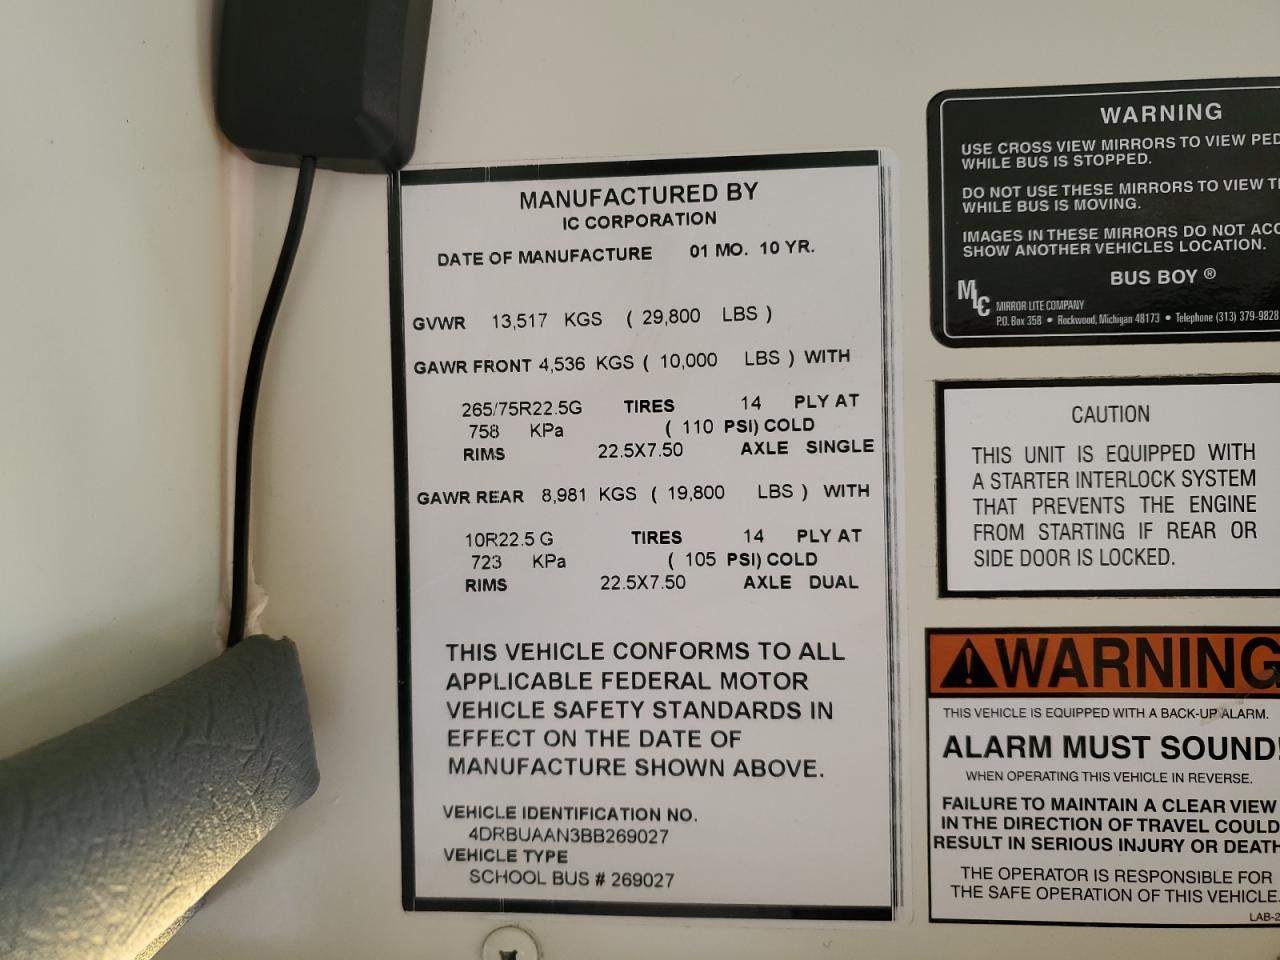 MANUFACTURED BY
IC CORPORATION
DATE OF MANUFACTURE 01 MO. 10 YR.
GVWR 13,517 KGS ( 29,800 LBS )
GAWR FRONT 4,536 KGS ( 10,000 LBS ) WITH
265/75R22.5G TIRES 14 PLY AT
758 KPa ( 110 PSI) COLD
RIMS 22.5X7.50 AXLE SINGLE
GAWR REAR 8,981 KGS ( 19,800 LBS ) WITH
10R22.5 G TIRES 14 PLY AT
723 KPa ( 105 PSI) COLD
RIMS 22.5X7.50 AXLE DUAL
THIS VEHICLE CONFORMS TO ALL
APPLICABLE FEDERAL MOTOR
VEHICLE SAFETY STANDARDS IN
EFFECT ON THE DATE OF
MANUFACTURE SHOWN ABOVE.
VEHICLE IDENTIFICATION NO.
4DRBUAAN3BB269027
VEHICLE TYPE
SCHOOL BUS # 269027
WARNING
USE CROSS VIEW MIRRORS TO VIEW PED
WHILE BUS IS STOPPED.
DO NOT USE THESE MIRRORS TO VIEW
WHILE BUS IS MOVING.
IMAGES IN THESE MIRRORS DO NOT ACC
SHOW ANOTHER VEHICLES LOCATION.
BUS BOY ®
MLC MIRROR LITE COMPANY
P.O. Box 358 • Rockwood, Michigan 48173 • Telephone (313) 379-9828
CAUTION
THIS UNIT IS EQUIPPED WITH
A STARTER INTERLOCK SYSTEM
THAT PREVENTS THE ENGINE
FROM STARTING IF REAR OR
SIDE DOOR IS LOCKED.
WARNING
THIS VEHICLE IS EQUIPPED WITH A BACK-UP ALARM.
ALARM MUST SOUND!
WHEN OPERATING THIS VEHICLE IN REVERSE.
FAILURE TO MAINTAIN A CLEAR VIEW
IN THE DIRECTION OF TRAVEL COULD
RESULT IN SERIOUS INJURY OR DEATH
THE OPERATOR IS RESPONSIBLE FOR
THE SAFE OPERATION OF THIS VEHICLE.
LAB-2